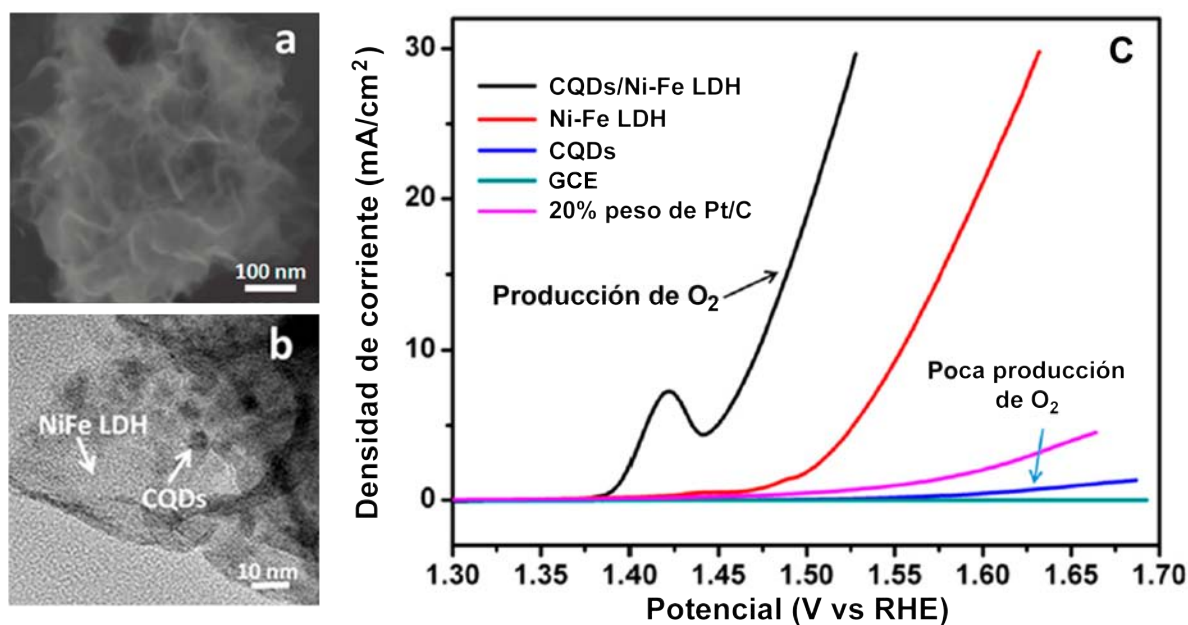 a
100 nm
b
NiFe LDH
CQDs
10 nm
C
Densidad de corriente (mA/cm²)
30
20
10
0
CQDs/Ni-Fe LDH
Ni-Fe LDH
CQDs
GCE
20% peso de Pt/C
Producción de O₂
Poca producción
de O₂
1.30 1.35 1.40 1.45 1.50 1.55 1.60 1.65 1.70
Potencial (V vs RHE)